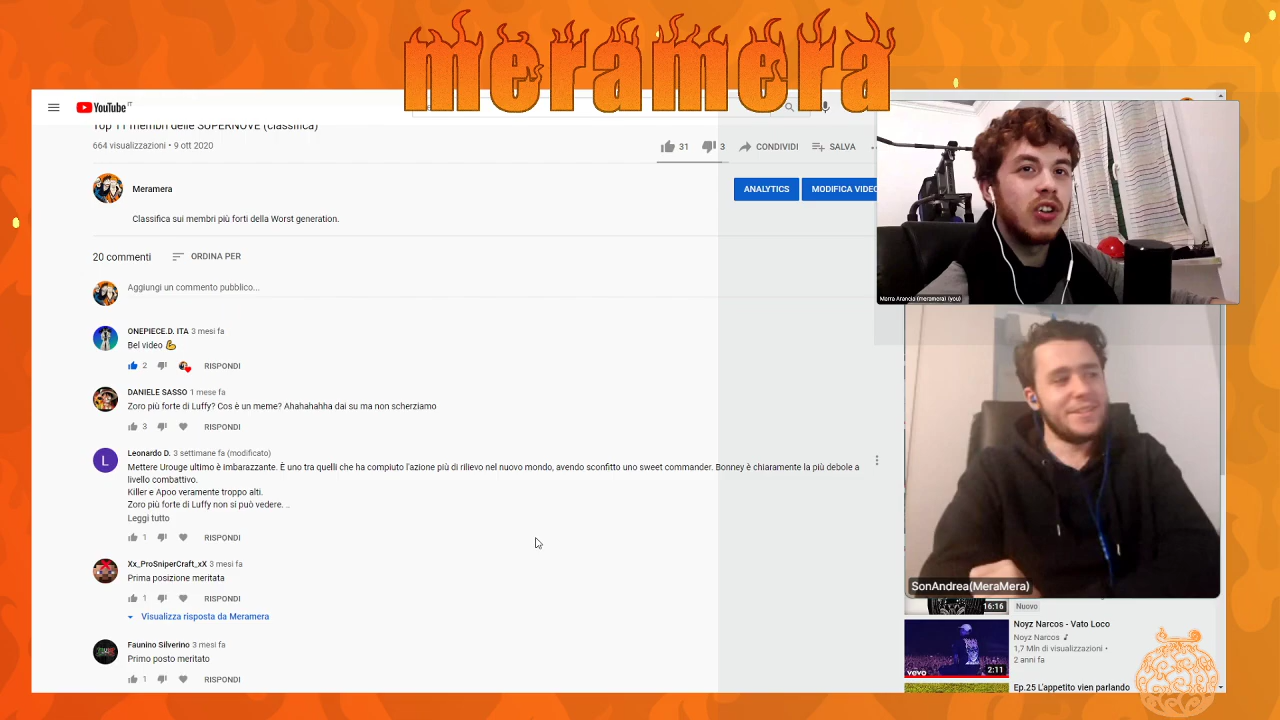 meramera
YouTube IT
Top 11 membri delle SUPERNOVE (classifica)
664 visualizzazioni • 9 ott 2020
31
3
CONDIVIDI
SALVA
Meramera
ANALYTICS
MODIFICA VIDEO
Classifica sui membri più forti della Worst generation.
20 commenti
ORDINA PER
Aggiungi un commento pubblico...
ONEPIECE.D. ITA 3 mesi fa
Bel video
2
RISPONDI
DANIELE SASSO 1 mese fa
Zoro più forte di Luffy? Cos è un meme? Ahahahahha dai su ma non scherziamo
3
RISPONDI
L
Leonardo D. 3 settimane fa (modificato)
Mettere Urouge ultimo è imbarazzante. È uno tra quelli che ha compiuto l'azione più di rilievo nel nuovo mondo, avendo sconfitto uno sweet commander. Bonney è chiaramente la più debole a
livello combattivo.
Killer e Apoo veramente troppo alti.
Zoro più forte di Luffy non si può vedere. ..
Leggi tutto
1
RISPONDI
Xx_ProSniperCraft_xX 3 mesi fa
Prima posizione meritata
1
RISPONDI
Visualizza risposta da Meramera
Faunino Silverino 3 mesi fa
Primo posto meritato
1
RISPONDI
Marra Arancia (meramera) (you)
SonAndrea(MeraMera)
16:16
Nuovo
Noyz Narcos - Vato Loco
Noyz Narcos
1,7 Mln di visualizzazioni •
2 anni fa
vevo
2:11
Ep.25 L'appetito vien parlando